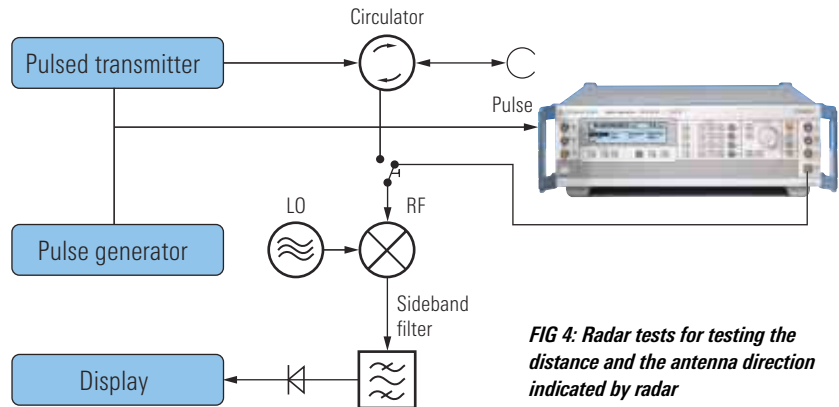 Circulator
Pulsed transmitter
Pulse
LO
RF
Pulse generator
Sideband
filter
FIG 4: Radar tests for testing the
distance and the antenna direction
indicated by radar
Display